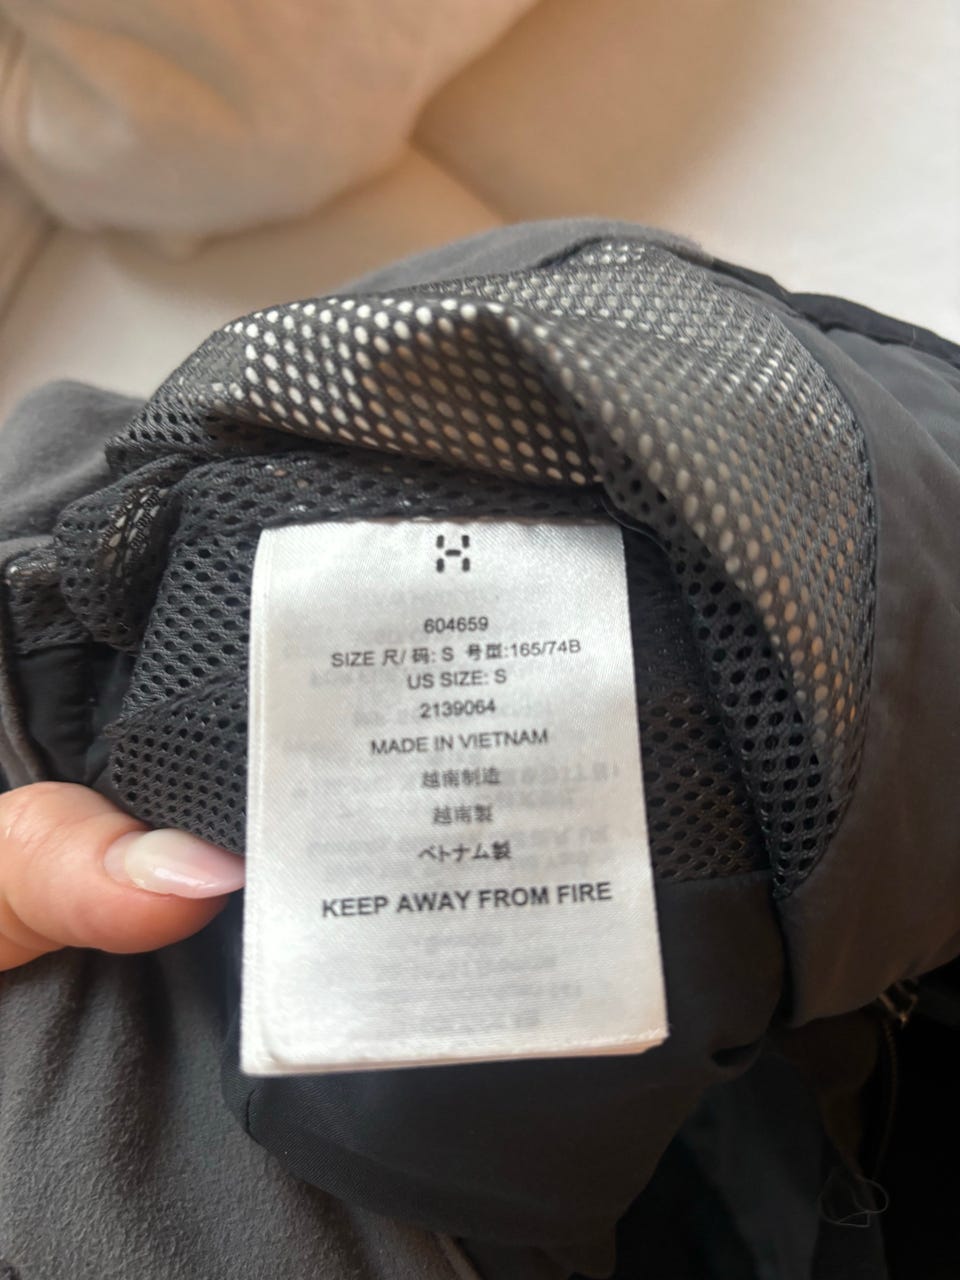 604659
SIZE 尺/ 码: S 号型:165/74B
US SIZE: S
2139064
MADE IN VIETNAM
越南制造
越南製
ベトナム製
KEEP AWAY FROM FIRE